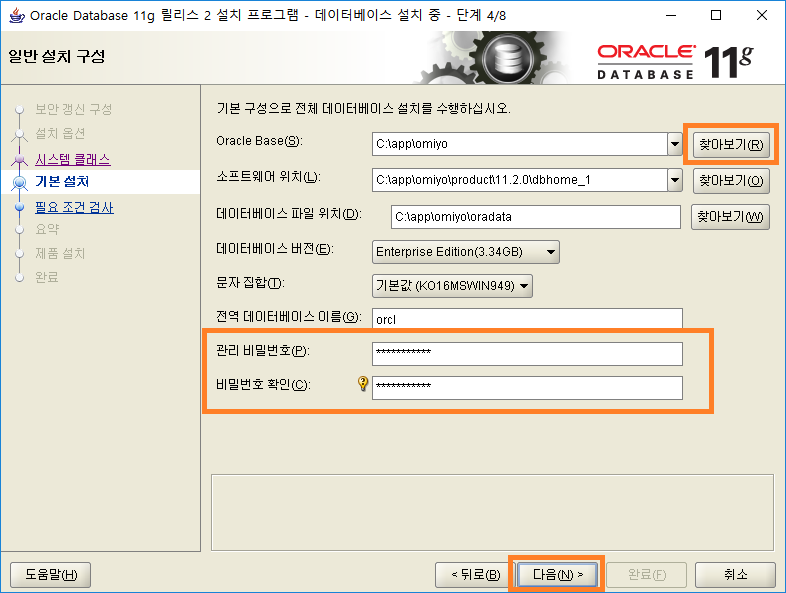 Oracle Database 11g 릴리스 2 설치 프로그램 - 데이터베이스 설치 중 - 단계 4/8
일반 설치 구성
ORACLE
DATABASE 11g
보안 갱신 구성
설치 옵션
시스템 클래스
기본 설치
필요 조건 검사
요약
제품 설치
완료
기본 구성으로 전체 데이터베이스 설치를 수행하십시오.
Oracle Base(S): C:\app\omiyo 찾아보기(R)
소프트웨어 위치(L): C:\app\omiyo\product\11.2.0\dbhome_1 찾아보기(O)
데이터베이스 파일 위치(D): C:\app\omiyo\oradata 찾아보기(W)
데이터베이스 버전(E): Enterprise Edition(3.34GB)
문자 집합(T): 기본값 (KO16MSWIN949)
전역 데이터베이스 이름(G): orcl
관리 비밀번호(P): ***********
비밀번호 확인(C): ***********
도움말(H) < 뒤로(B) 다음(N) > 완료(F) 취소